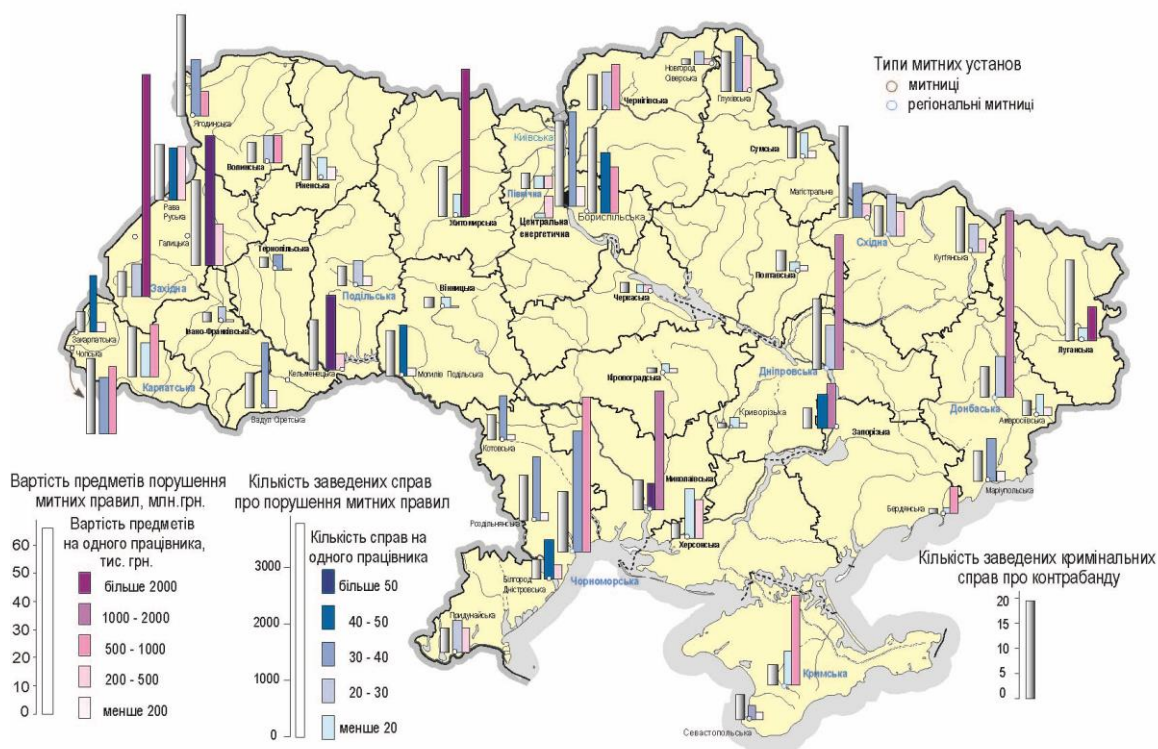 Типи митних установ
митниці
регіональні митниці
Новгород
Сіверська
Глухівська
Чернігівська
Ягодинська
Київська
Сумська
Волинська
Рівненська
Магістральна
Рава
Руська
Північна
Житомирська
Центральна
енергетична
Бориспільська
Галицька
Східна
Куп'янська
Тернопільська
Полтавська
Західна
Подільська
Вінницька
Черкаська
Івано-Франківська
Закарпатська
Чопська
Луганська
Карпатська
Кельменецька
Могилів Подільська
Кіровоградська
Дніпровська
Донбаська
Вадул Сіретська
Криворізька
Амвросіївська
Котовська
Запорізька
Миколаївська
Маріупольська
Роздільнянська
Бердянська
Херсонська
Білгород
Дністровська
Чорноморська
Придунайська
Кримська
Севастопольська
Вартість предметів порушення
митних правил, млн.грн.
Вартість предметів
на одного працівника,
тис. грн.
60
50
40
30
20
10
0
більше 2000
1000 - 2000
500 - 1000
200 - 500
менше 200
Кількість заведених справ
про порушення митних правил
Кількість справ на
одного працівника
3000
2000
1000
0
більше 50
40 - 50
30 - 40
20 - 30
менше 20
Кількість заведених кримінальних
справ про контрабанду
20
15
10
5
0